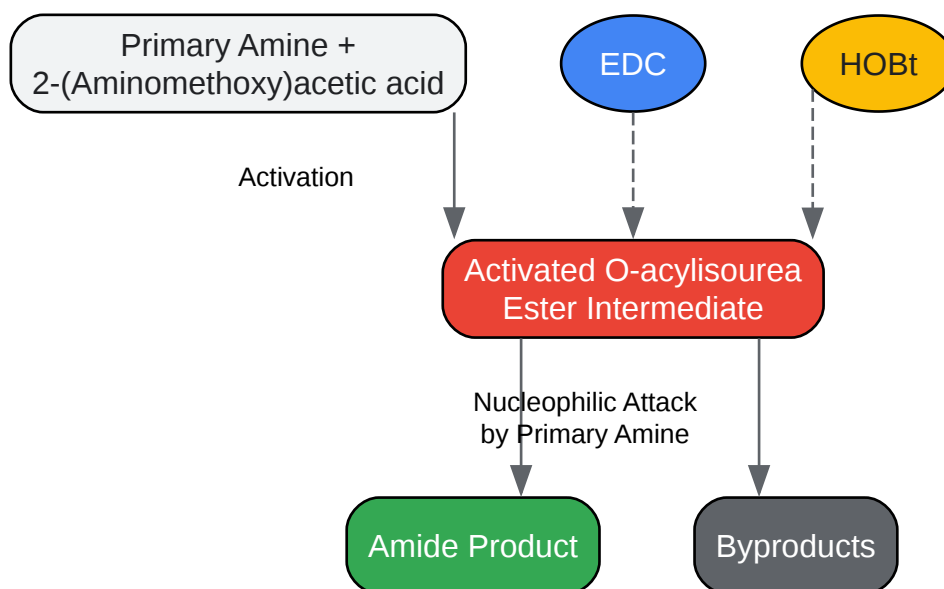 Primary Amine +
2-(Aminomethoxy)acetic acid
EDC
HOBt
Activation
Activated O-acylisourea
Ester Intermediate
Nucleophilic Attack
by Primary Amine
Amide Product
Byproducts